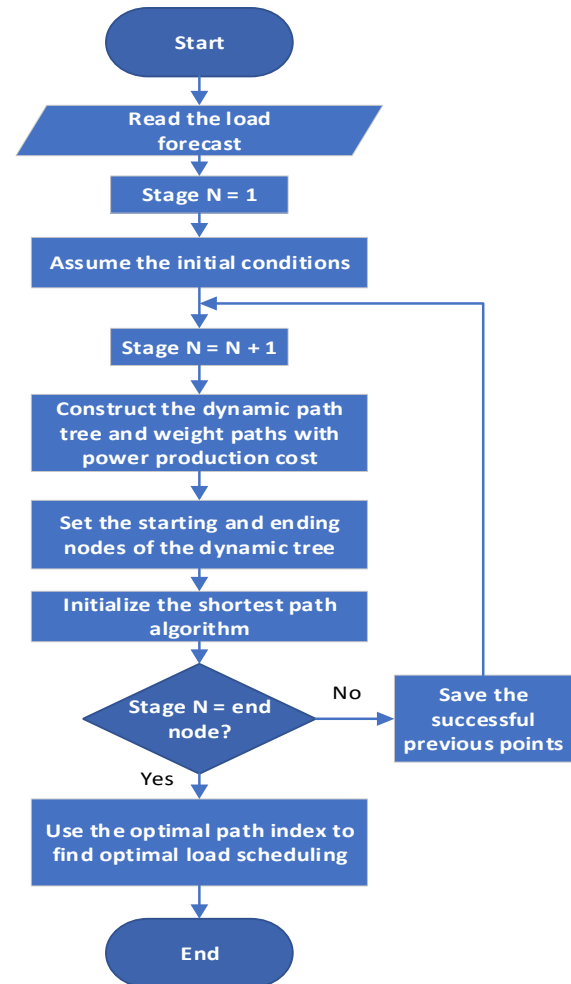 Start
Read the load
forecast
Stage N = 1
Assume the initial conditions
Stage N = N + 1
Construct the dynamic path
tree and weight paths with
power production cost
Set the starting and ending
nodes of the dynamic tree
Initialize the shortest path
algorithm
Stage N = end
node?
No
Save the
successful
previous points
Yes
Use the optimal path index to
find optimal load scheduling
End